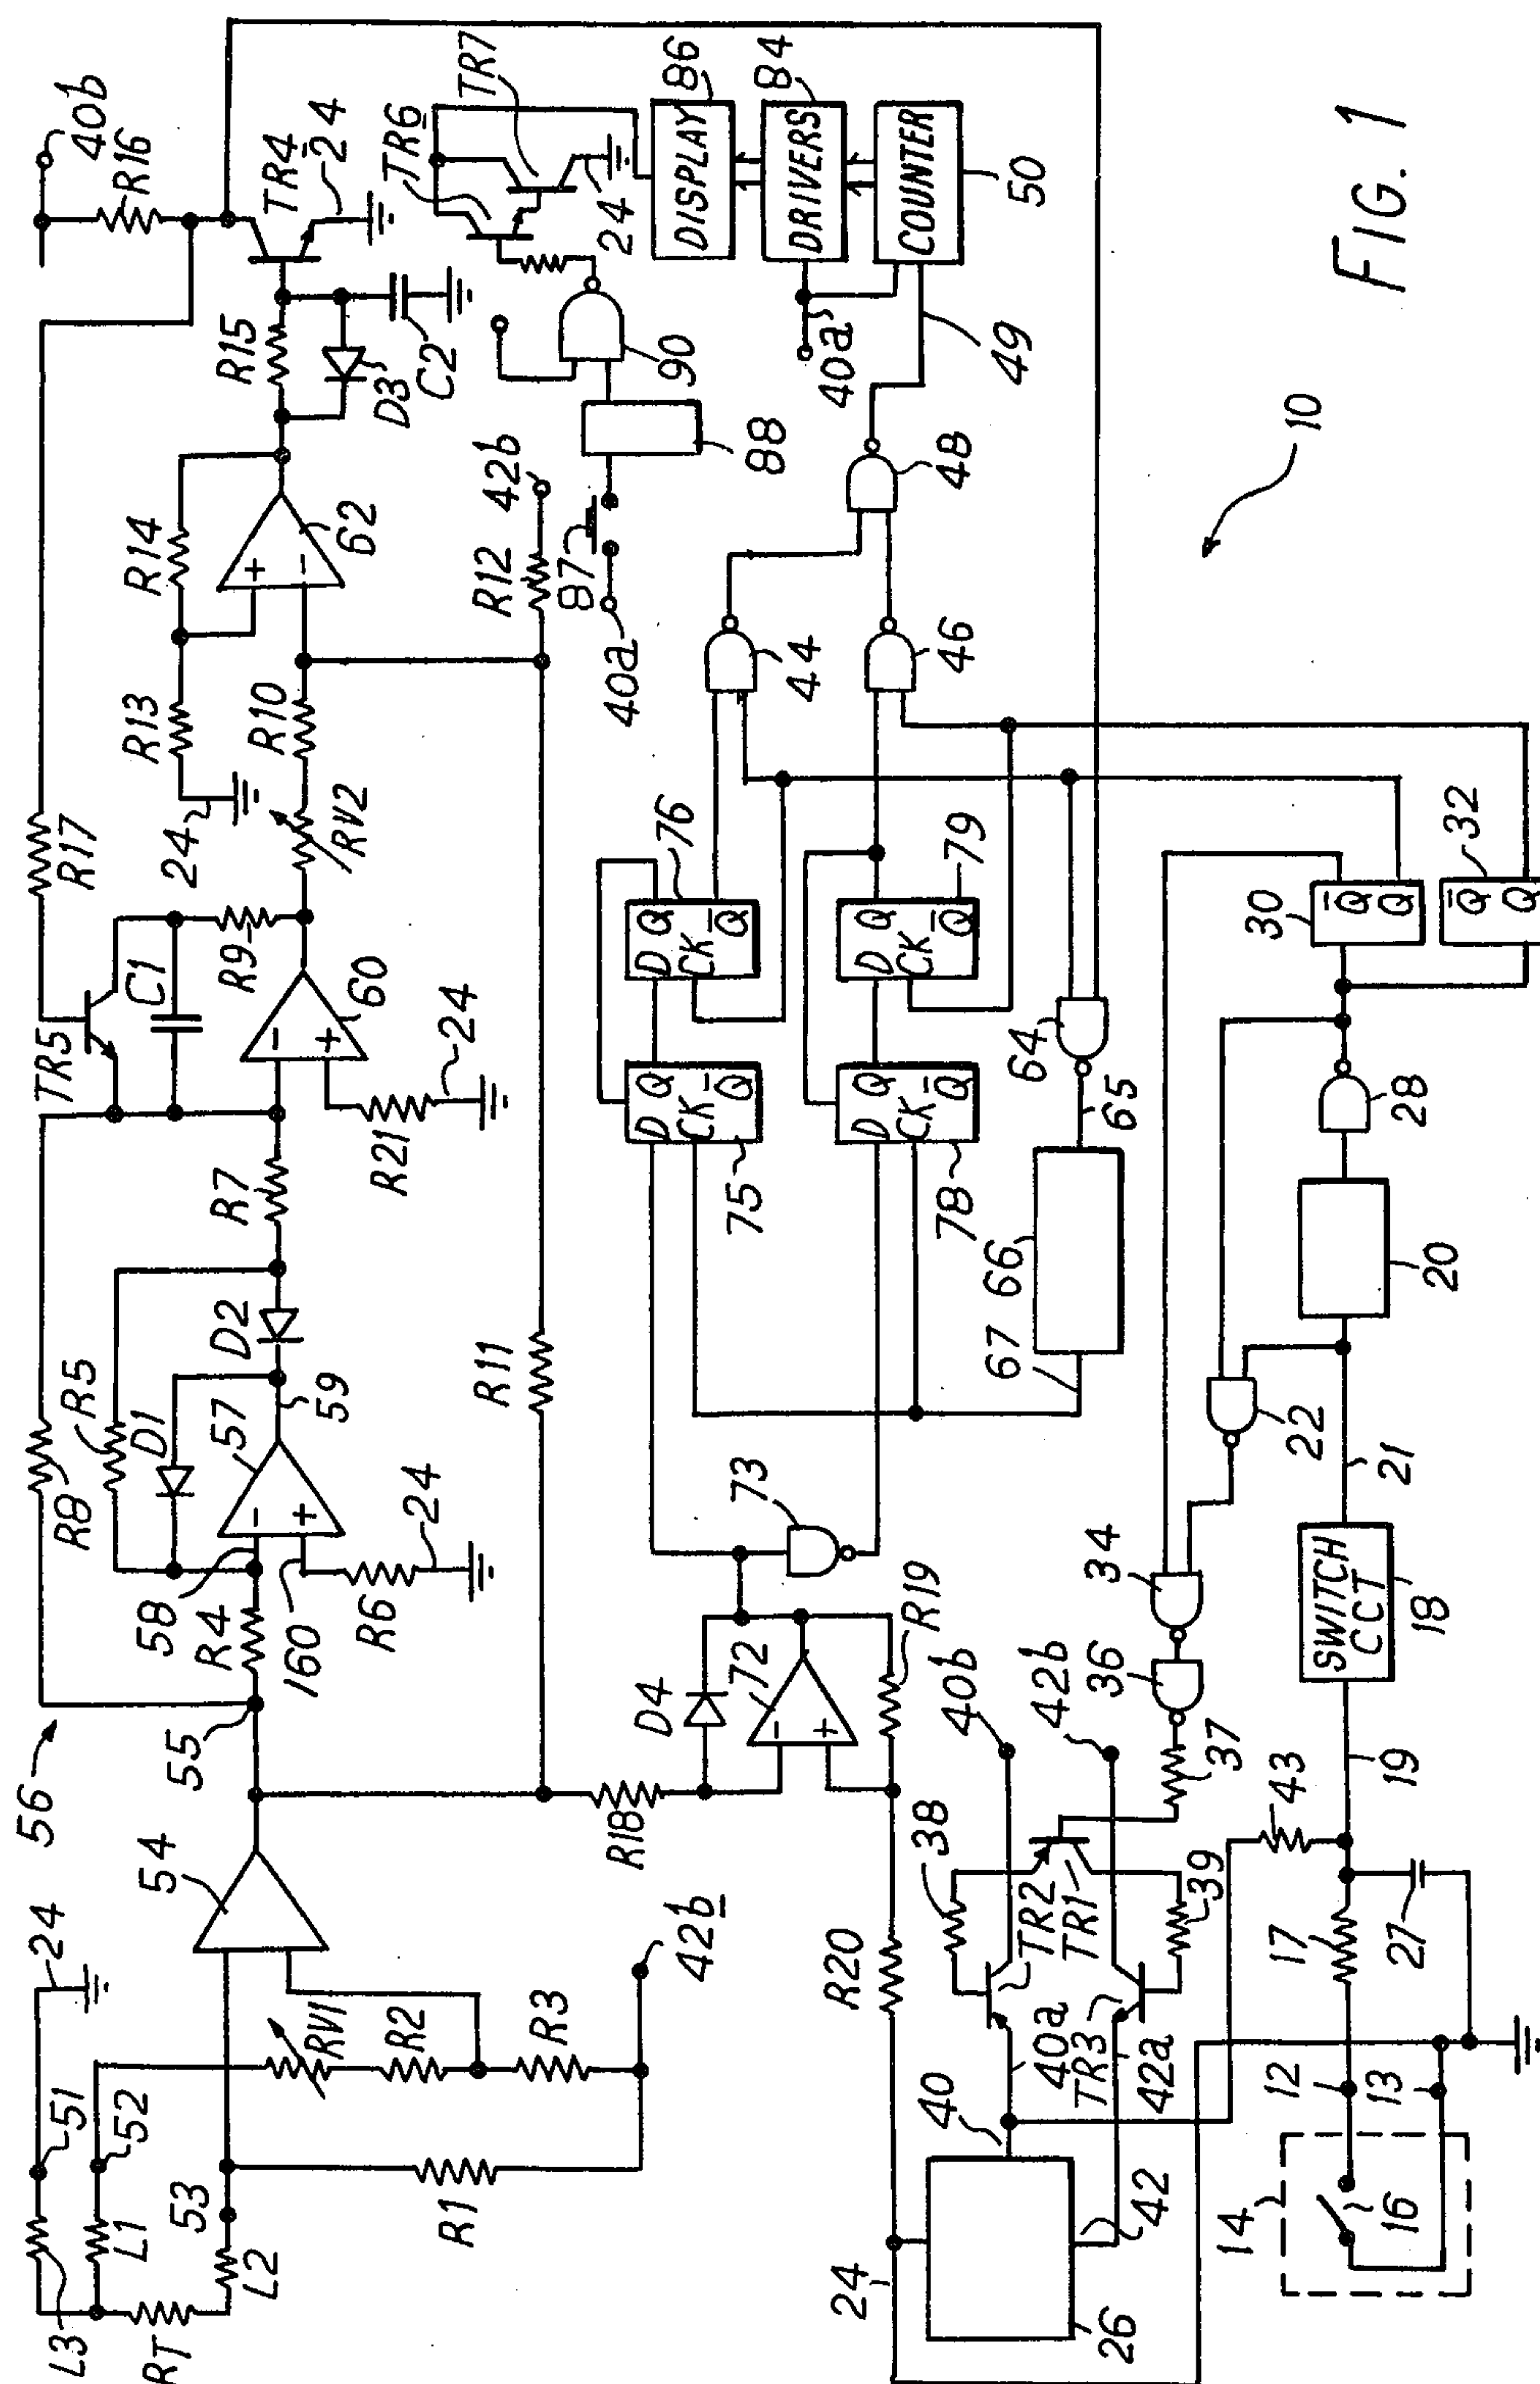 40b
R16
TR4
24
TR6
TR7
86
DISPLAY
84
DRIVERS
COUNTER
50
40a'
49
FIG. 1
10
R15
D3
C2
24
90
88
87
40a
R12
42b
R14
R13
62
R10
RV2
24
R17
R9
C1
TR5
60
R21
24
R7
R11
D2
R5
D1
R8
57
59
58
R4
160
R6
24
55
56
54
24
51
52
53
L3
L1
L2
RT
RV1
R2
R3
R1
42b
R18
D4
72
R19
R20
73
48
44
46
76
D Q
CK Q̅
79
D Q
CK Q̅
75
D Q
CK Q̅
78
D Q
CK Q̅
64
65
66
67
30
Q̅
Q
32
Q̅
Q
28
20
22
21
34
36
37
SWITCH
CCT
18
19
43
40b
42b
38
39
TR2
TR1
40a
TR3
42a
40
42
24
26
17
27
12
13
14
16